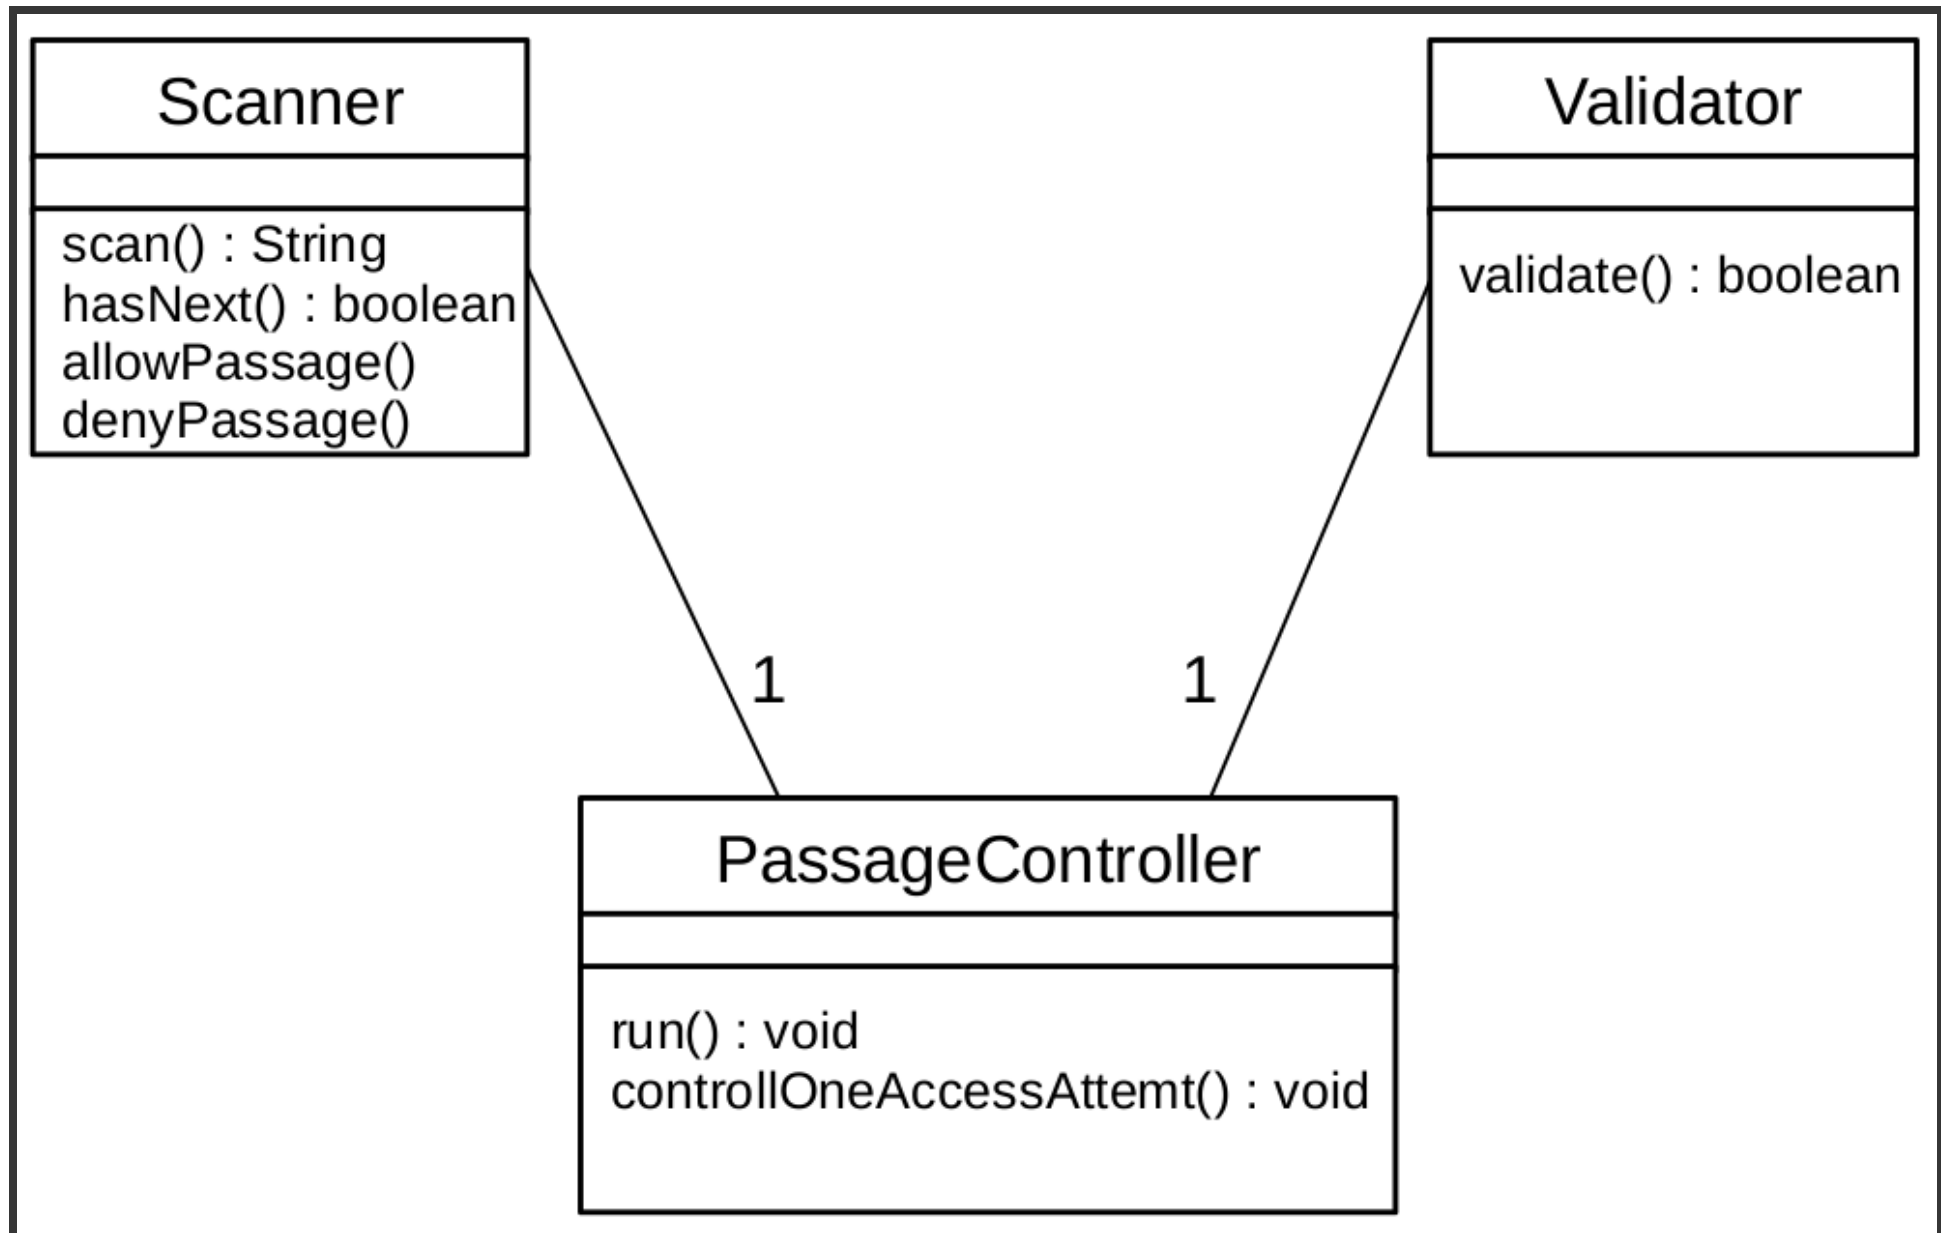 Scanner
scan() : String
hasNext() : boolean
allowPassage()
denyPassage()
Validator
validate() : boolean
1
1
PassageController
run() : void
controllOneAccessAttemt() : void